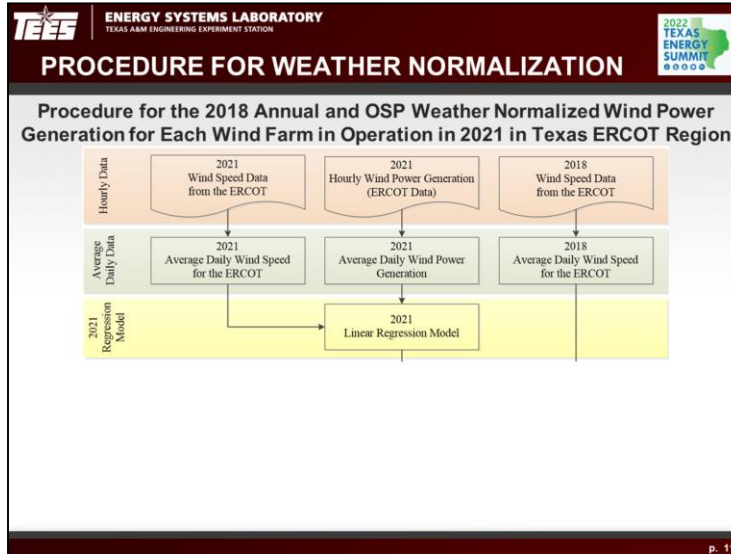 TEES
ENERGY SYSTEMS LABORATORY
TEXAS A&M ENGINEERING EXPERIMENT STATION
2022
TEXAS
ENERGY
SUMMIT
PROCEDURE FOR WEATHER NORMALIZATION
Procedure for the 2018 Annual and OSP Weather Normalized Wind Power
Generation for Each Wind Farm in Operation in 2021 in Texas ERCOT Region
Hourly Data
2021
Wind Speed Data
from the ERCOT
2021
Hourly Wind Power Generation
(ERCOT Data)
2018
Wind Speed Data
from the ERCOT
Average
Daily Data
2021
Average Daily Wind Speed
for the ERCOT
2021
Average Daily Wind Power
Generation
2018
Average Daily Wind Speed
for the ERCOT
2021
Regression
Model
2021
Linear Regression Model
p.